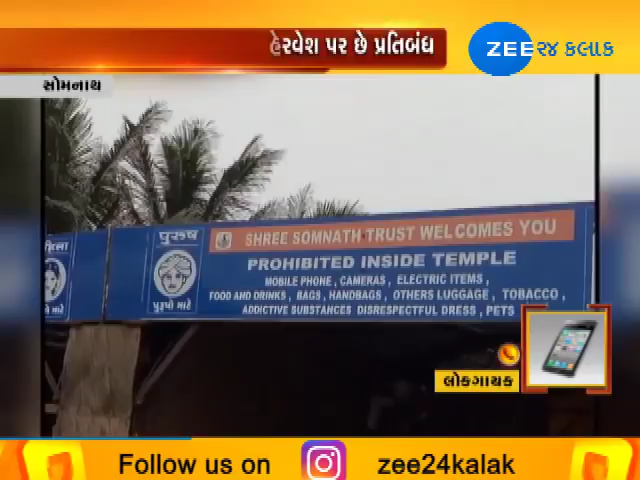 હેરવેશ પર છે પ્રતિબંધ
ZEE ૨૪ કલાક
સોમનાથ
પુરુષ
SHREE SOMNATH TRUST WELCOMES YOU
PROHIBITED INSIDE TEMPLE
MOBILE PHONE, CAMERAS, ELECTRIC ITEMS,
FOOD AND DRINKS, BAGS, HANDBAGS, OTHERS LUGGAGE, TOBACCO,
ADDICTIVE SUBSTANCES DISRESPECTFUL DRESS, PETS
પુરૂષો માટે
લોકગાયક
Follow us on zee24kalak